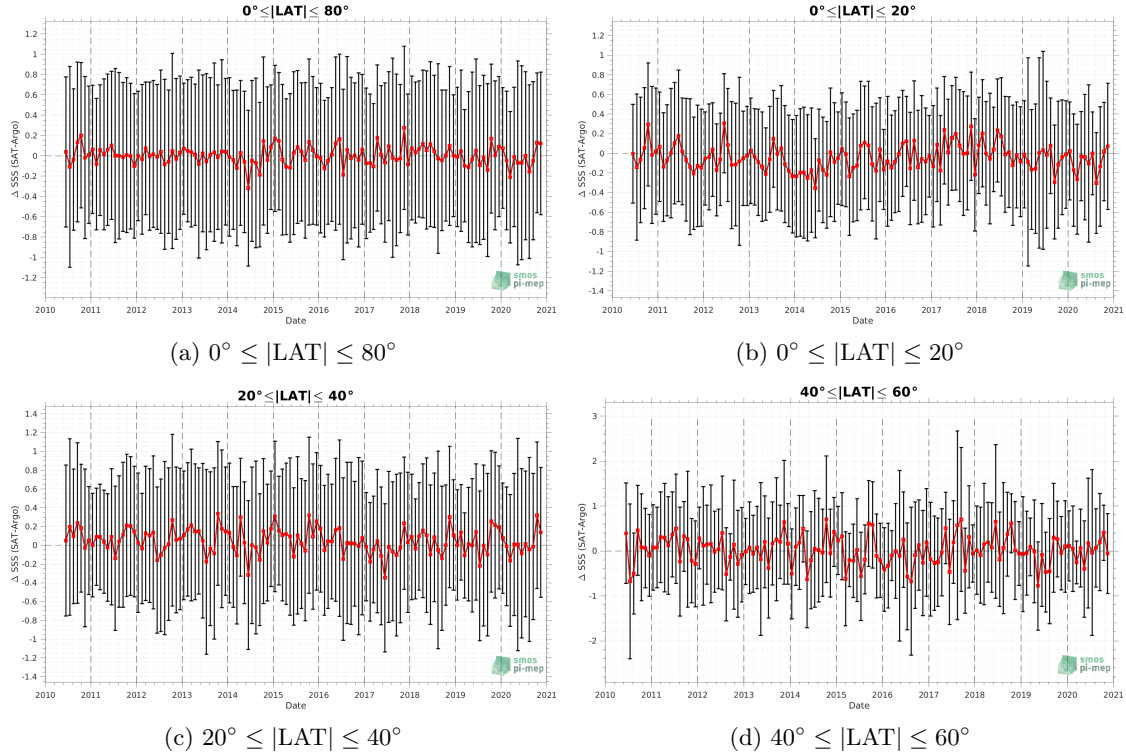 0°≤|LAT|≤ 80°
1.2
1
0.8
0.6
0.4
0.2
0
-0.2
-0.4
-0.6
-0.8
-1
-1.2
Δ SSS (SAT-Argo)
2010 2011 2012 2013 2014 2015 2016 2017 2018 2019 2020 2021
Date
smos
pi-mep
(a) 0° ≤ |LAT| ≤ 80°
0°≤|LAT|≤ 20°
1.2
1
0.8
0.6
0.4
0.2
0
-0.2
-0.4
-0.6
-0.8
-1
-1.2
-1.4
Δ SSS (SAT-Argo)
2010 2011 2012 2013 2014 2015 2016 2017 2018 2019 2020 2021
Date
smos
pi-mep
(b) 0° ≤ |LAT| ≤ 20°
20°≤|LAT|≤ 40°
1.4
1.2
1
0.8
0.6
0.4
0.2
0
-0.2
-0.4
-0.6
-0.8
-1
-1.2
-1.4
Δ SSS (SAT-Argo)
2010 2011 2012 2013 2014 2015 2016 2017 2018 2019 2020 2021
Date
smos
pi-mep
(c) 20° ≤ |LAT| ≤ 40°
40°≤|LAT|≤ 60°
3
2
1
0
-1
-2
Δ SSS (SAT-Argo)
2010 2011 2012 2013 2014 2015 2016 2017 2018 2019 2020 2021
Date
smos
pi-mep
(d) 40° ≤ |LAT| ≤ 60°